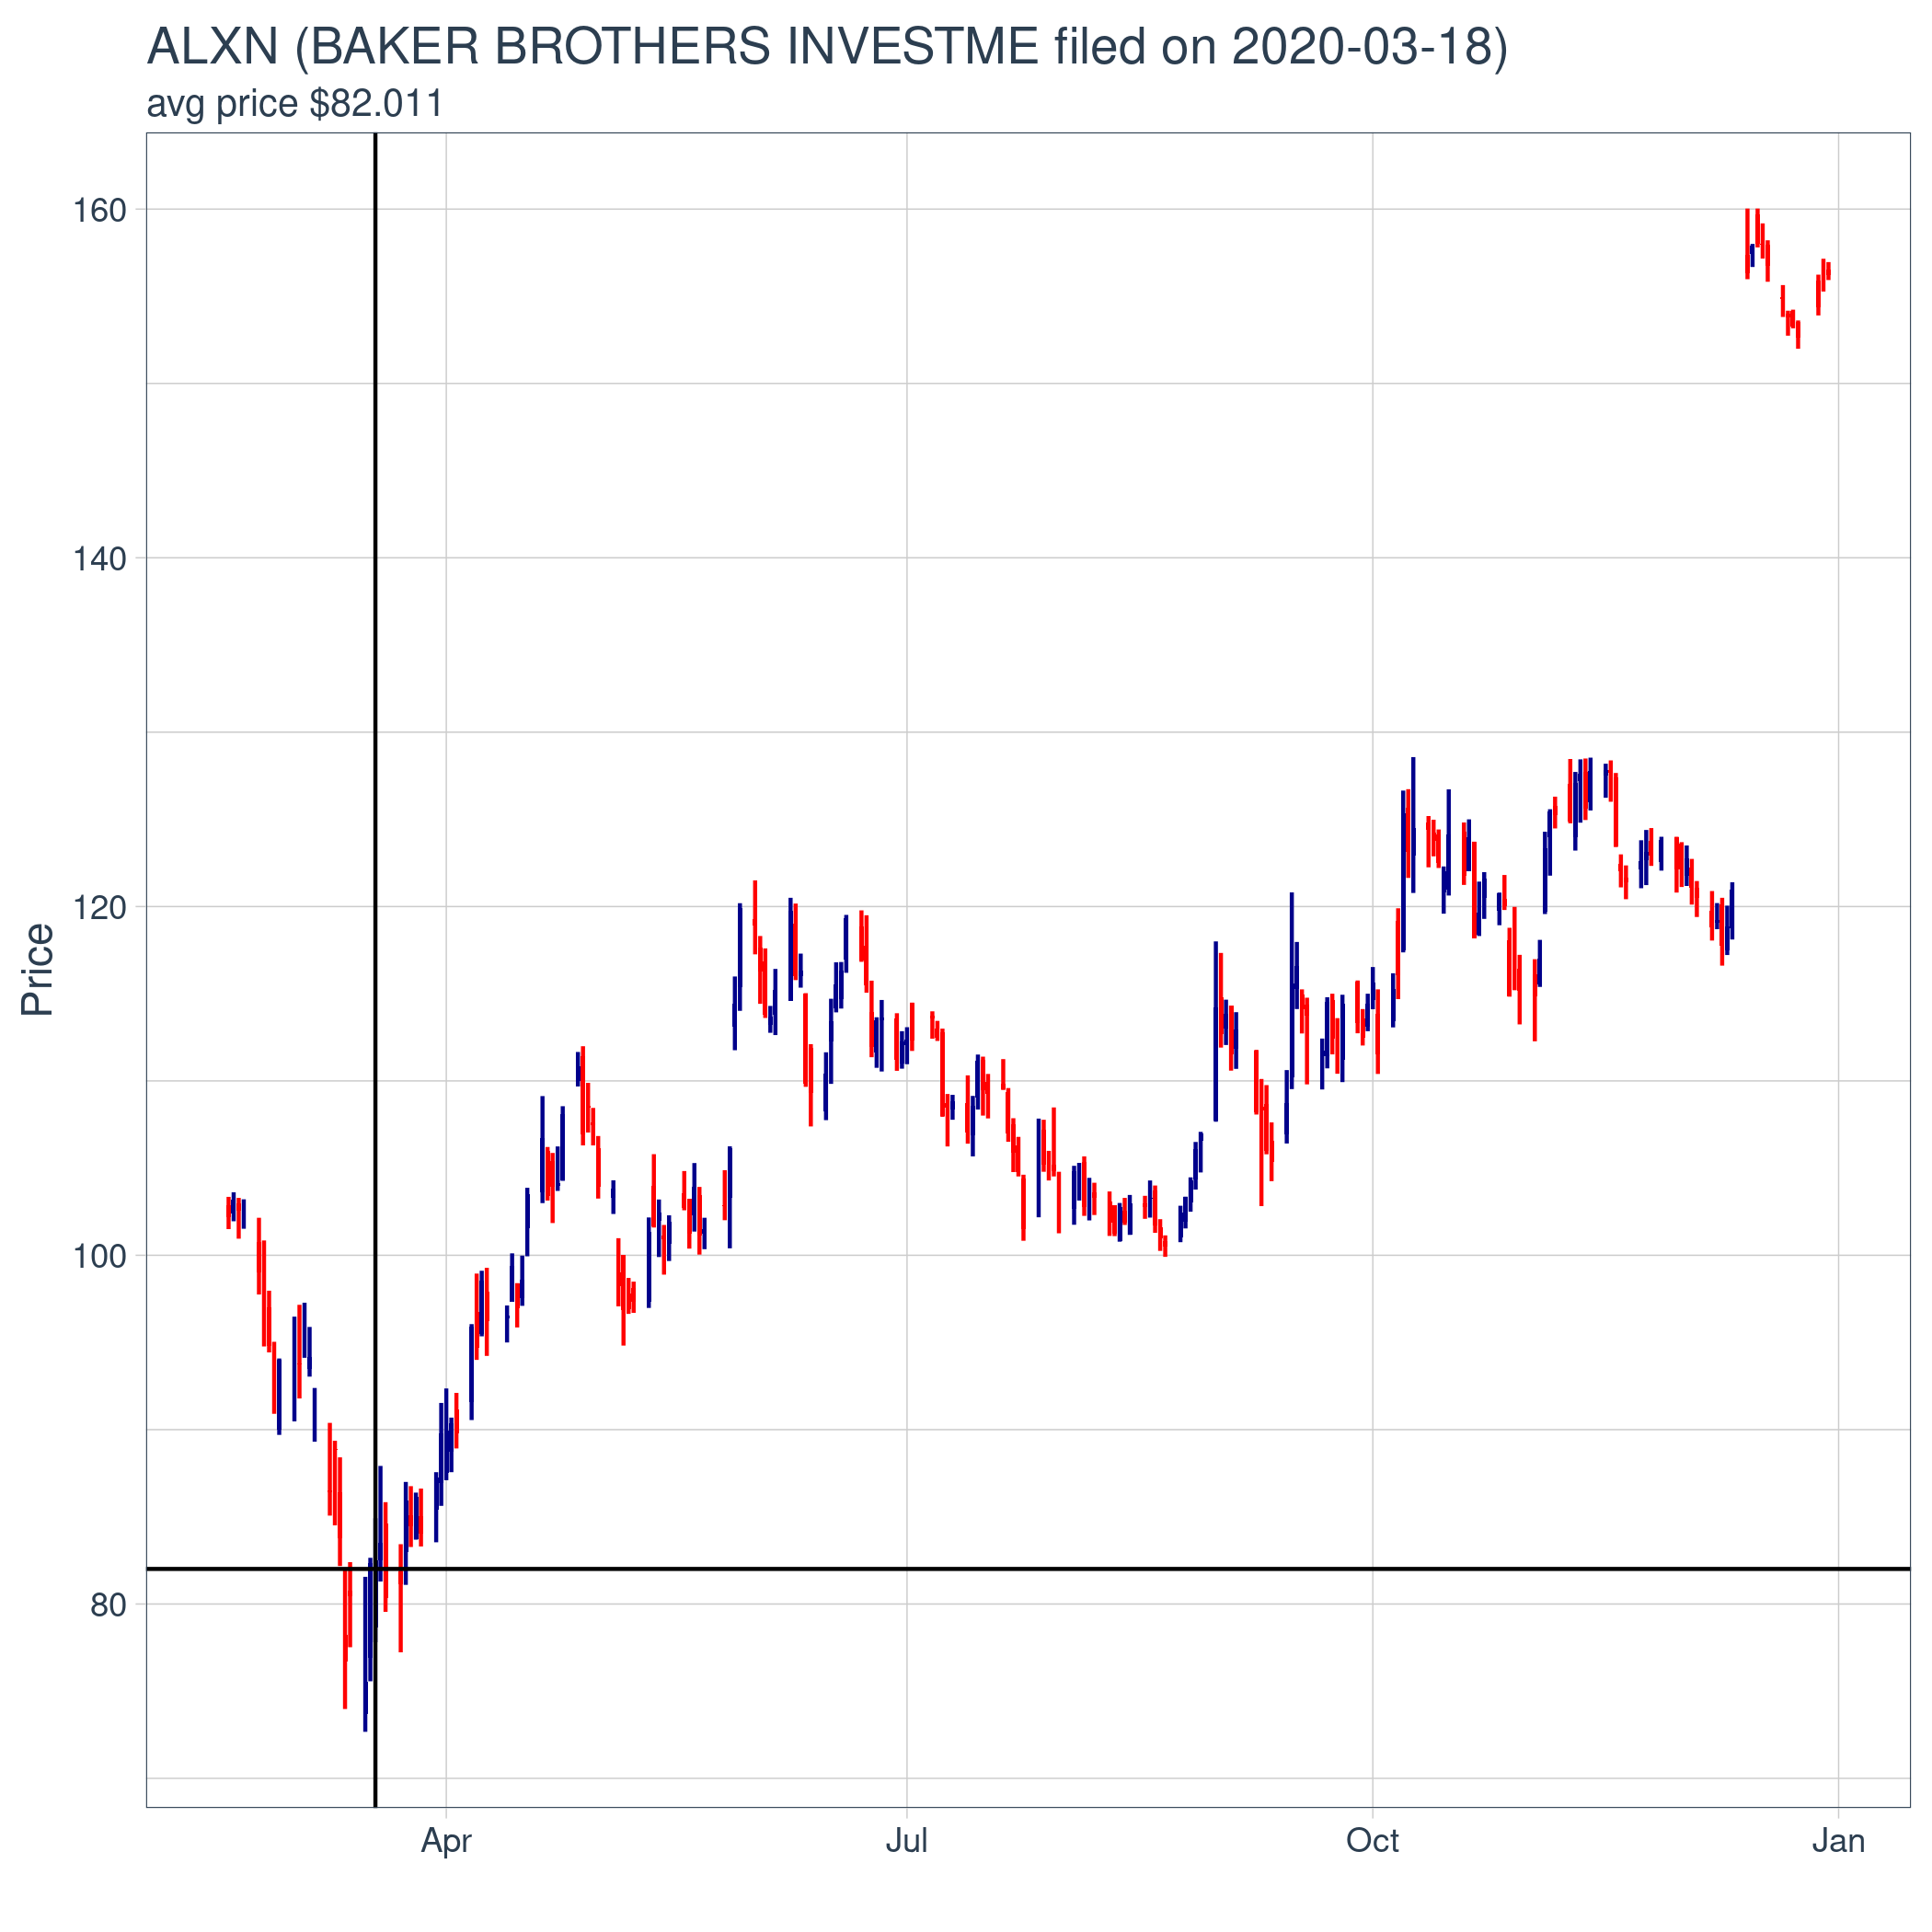 ALXN (BAKER BROTHERS INVESTME filed on 2020-03-18)
avg price $82.011
160
140
120
100
80
Price
Apr Jul Oct Jan